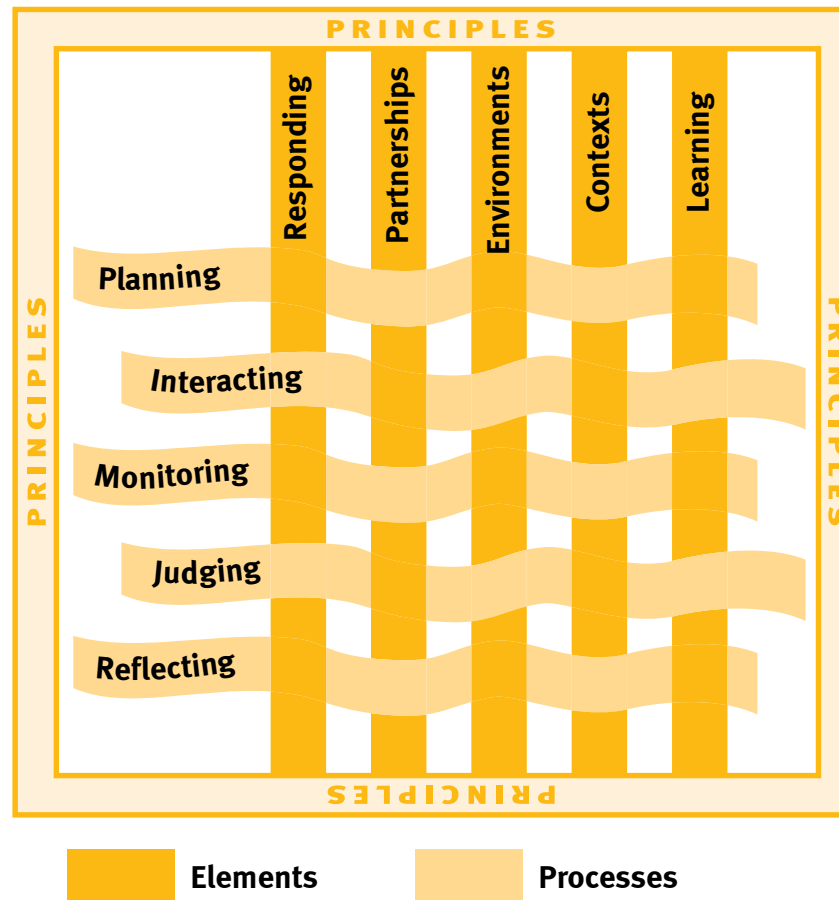 PRINCIPLES
Responding
Partnerships
Environments
Contexts
Learning
Planning
Interacting
Monitoring
Judging
Reflecting
PRINCIPLES
PRINCIPLES
PRINCIPLES
Elements
Processes